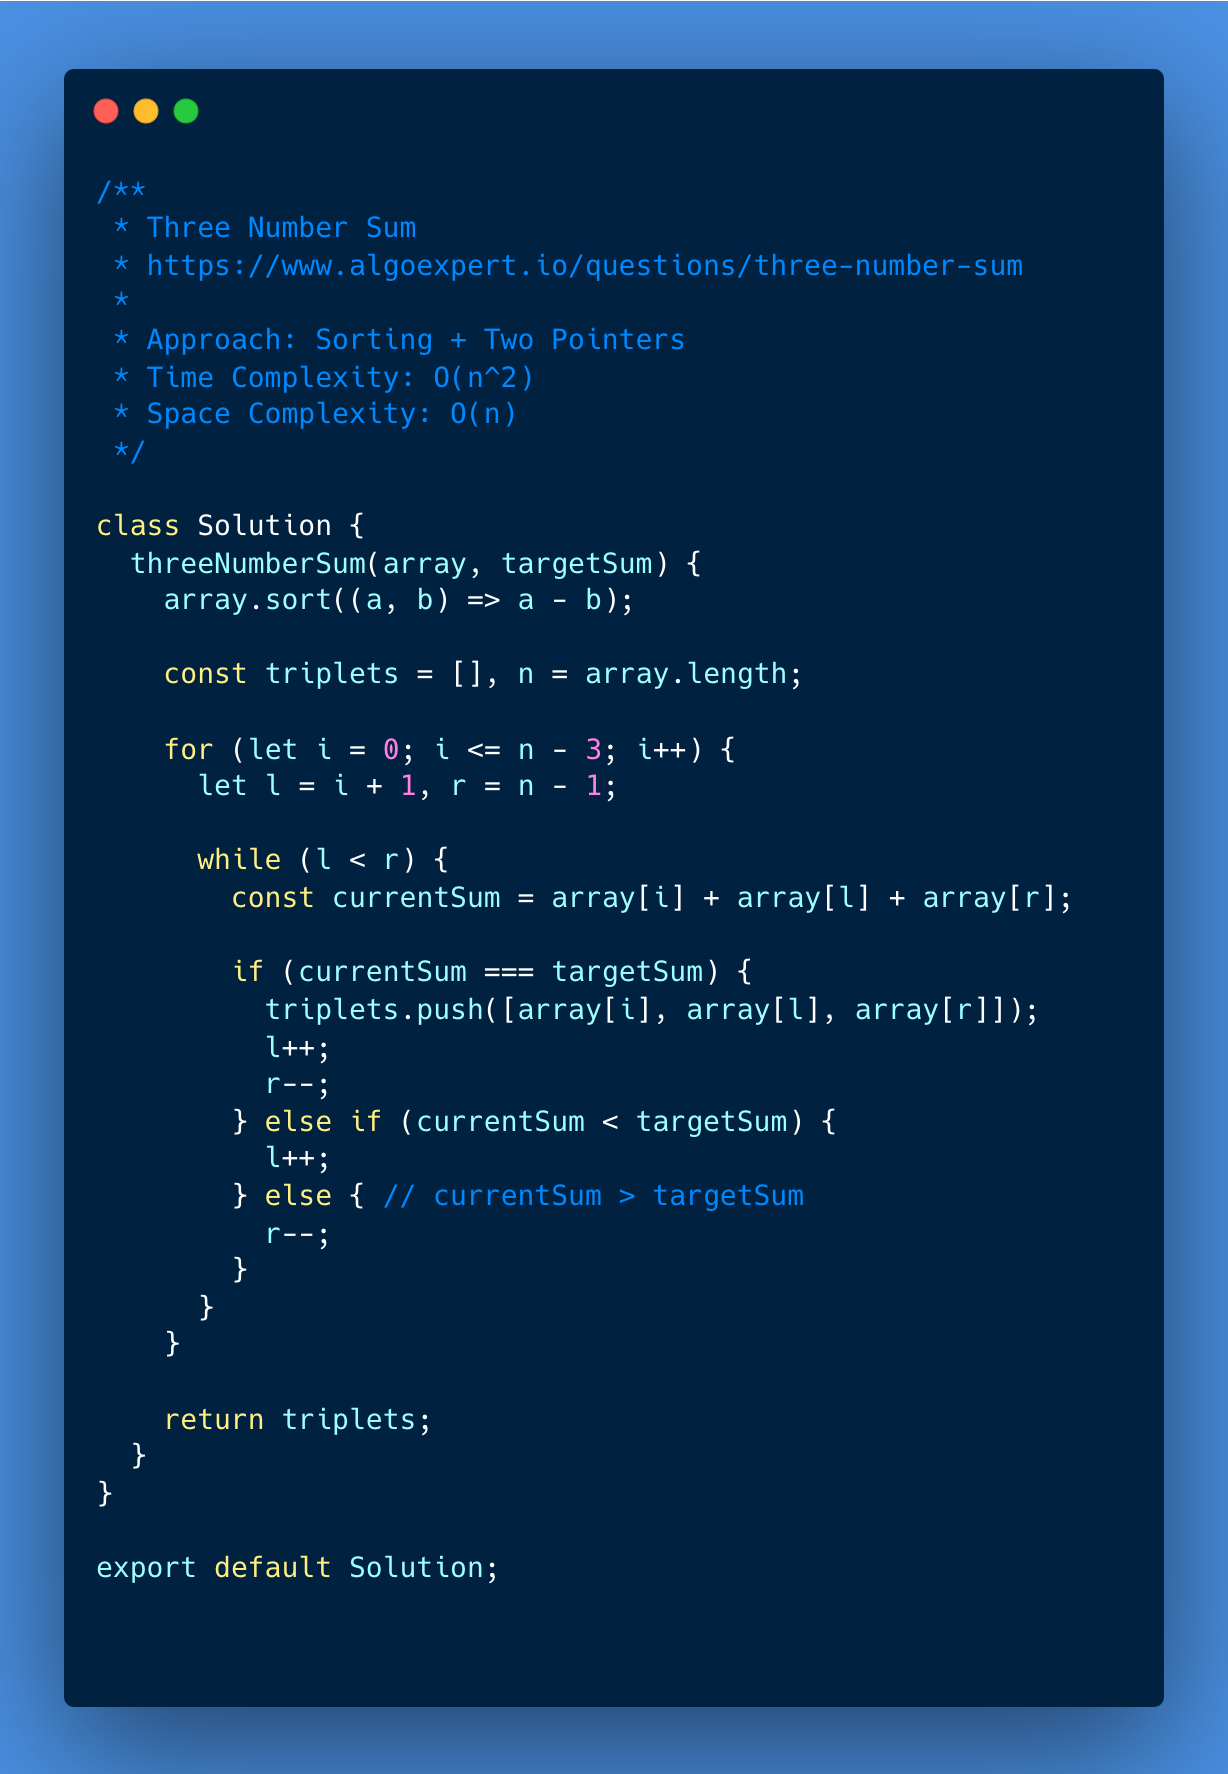 /**
 * Three Number Sum
 * https://www.algoexpert.io/questions/three-number-sum
 *
 * Approach: Sorting + Two Pointers
 * Time Complexity: O(n^2)
 * Space Complexity: O(n)
 */

class Solution {
  threeNumberSum(array, targetSum) {
    array.sort((a, b) => a - b);

    const triplets = [], n = array.length;

    for (let i = 0; i <= n - 3; i++) {
      let l = i + 1, r = n - 1;

      while (l < r) {
        const currentSum = array[i] + array[l] + array[r];

        if (currentSum === targetSum) {
          triplets.push([array[i], array[l], array[r]]);
          l++;
          r--;
        } else if (currentSum < targetSum) {
          l++;
        } else { // currentSum > targetSum
          r--;
        }
      }
    }

    return triplets;
  }
}

export default Solution;